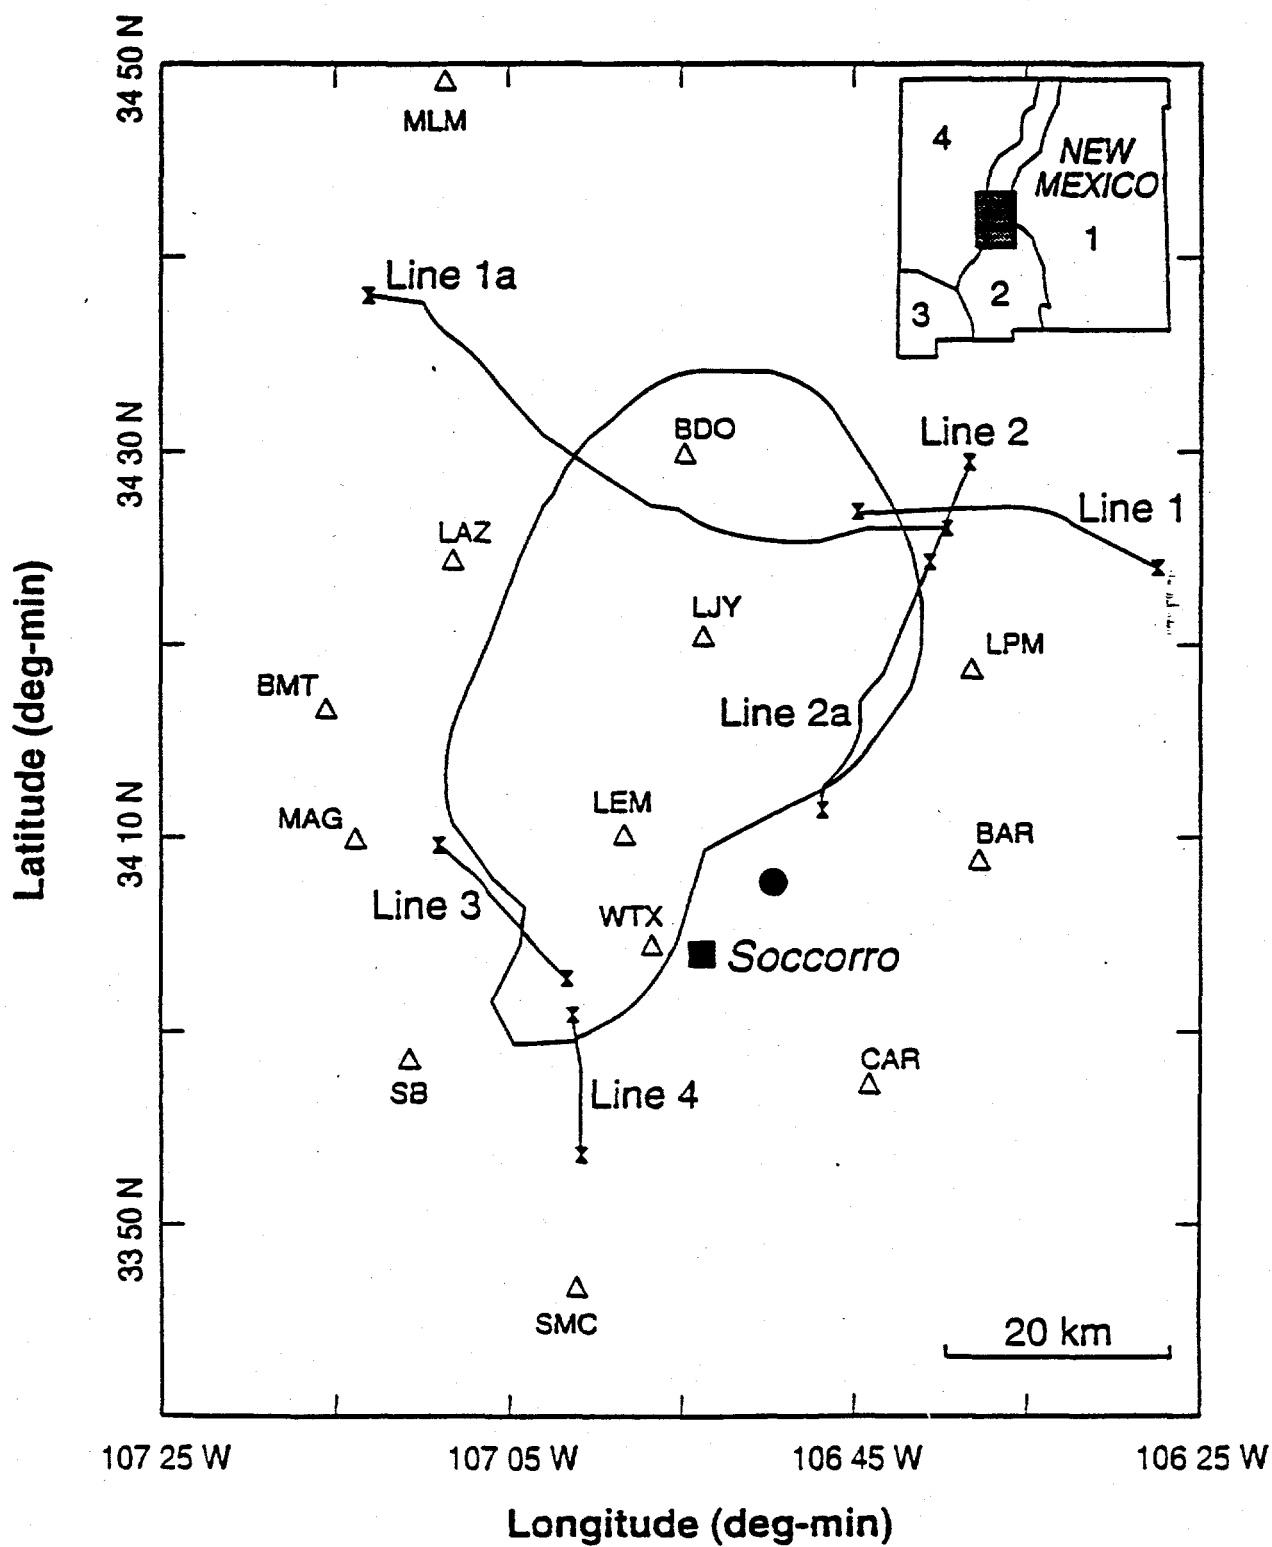 34 50 N
MLM
4
NEW
MEXICO
1
2
3
Line 1a
BDO
Line 2
34 30 N
Line 1
LAZ
LJY
LPM
BMT
Line 2a
Latitude (deg-min)
LEM
MAG
34 10 N
BAR
Line 3
WTX
Soccorro
CAR
SB
Line 4
33 50 N
SMC
20 km
107 25 W
107 05 W
106 45 W
106 25 W
Longitude (deg-min)